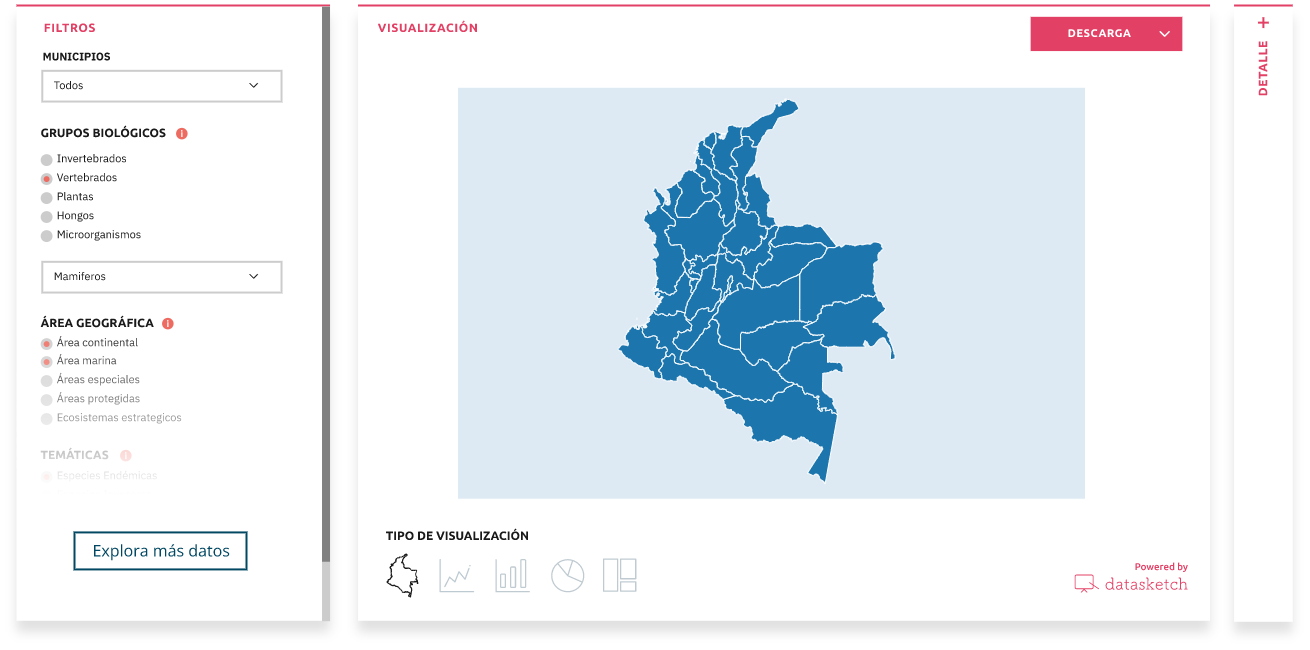 FILTROS
MUNICIPIOS
Todos
GRUPOS BIOLÓGICOS
Invertebrados
Vertebrados
Plantas
Hongos
Microorganismos
Mamiferos
ÁREA GEOGRÁFICA
Área continental
Área marina
Áreas especiales
Áreas protegidas
Ecosistemas estrategicos
TEMÁTICAS
Especies Endémicas
Explora más datos
VISUALIZACIÓN
DESCARGA
TIPO DE VISUALIZACIÓN
Powered by
datasketch
DETALLE +